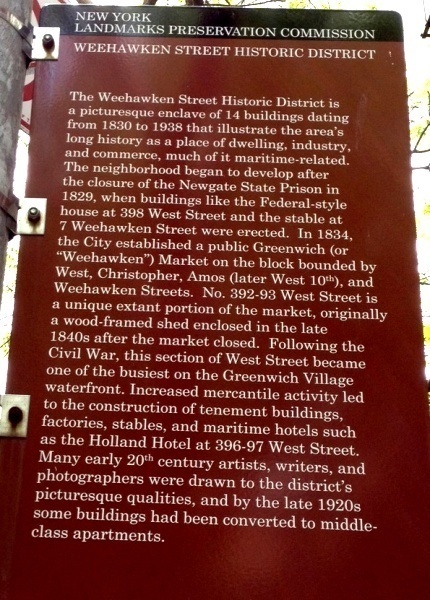 NEW YORK
LANDMARKS PRESERVATION COMMISSION
WEEHAWKEN STREET HISTORIC DISTRICT
The Weehawken Street Historic District is
a picturesque enclave of 14 buildings dating
from 1830 to 1938 that illustrate the area's
long history as a place of dwelling, industry,
and commerce, much of it maritime-related.
The neighborhood began to develop after
the closure of the Newgate State Prison in
1829, when buildings like the Federal-style
house at 398 West Street and the stable at
7 Weehawken Street were erected. In 1834,
the City established a public Greenwich (or
"Weehawken") Market on the block bounded by
West, Christopher, Amos (later West 10th), and
Weehawken Streets. No. 392-93 West Street is
a unique extant portion of the market, originally
a wood-framed shed enclosed in the late
1840s after the market closed. Following the
Civil War, this section of West Street became
one of the busiest on the Greenwich Village
waterfront. Increased mercantile activity led
to the construction of tenement buildings,
factories, stables, and maritime hotels such
as the Holland Hotel at 396-97 West Street.
Many early 20th century artists, writers, and
photographers were drawn to the district's
picturesque qualities, and by the late 1920s
some buildings had been converted to middle-
class apartments.